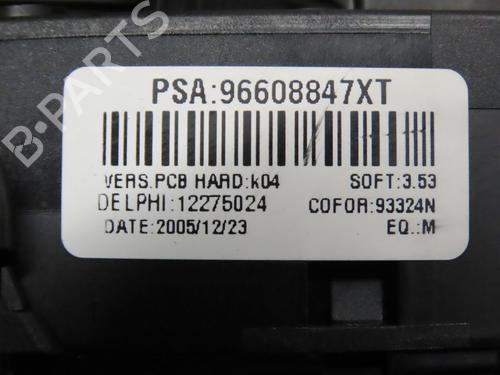 PSA:96608847XT
VERS.PCB HARD:k04 SOFT:3.53
DELPHI:12275024 COFOR:93324N
DATE:2005/12/23 EQ.:M
B-PARTS